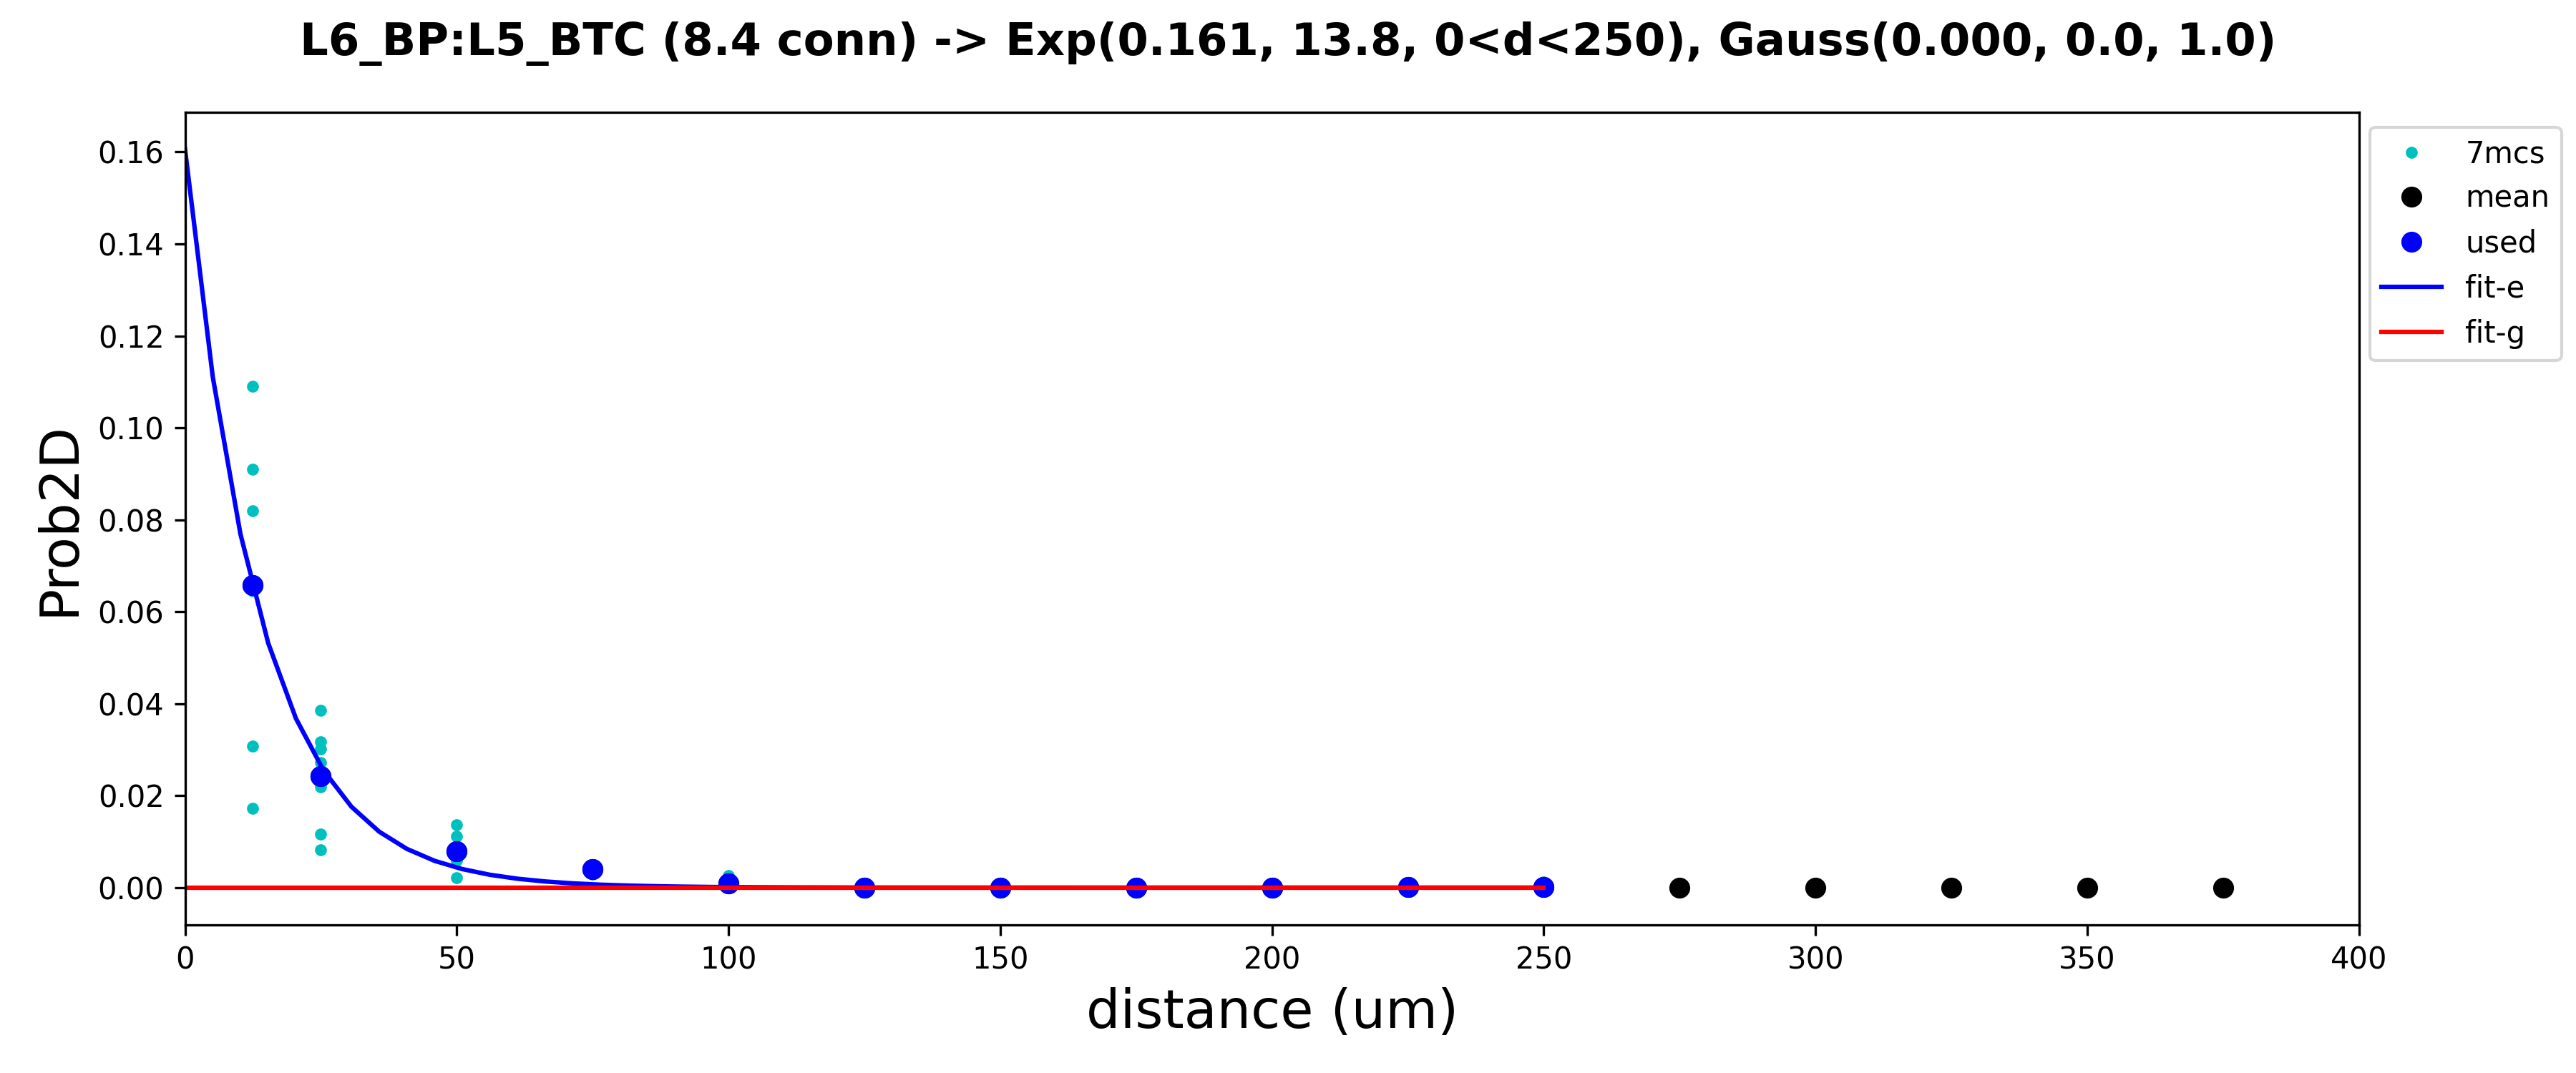 L6_BP:L5_BTC (8.4 conn) -> Exp(0.161, 13.8, 0<d<250), Gauss(0.000, 0.0, 1.0)
0.16
0.14
0.12
0.10
0.08
0.06
0.04
0.02
0.00
Prob2D
0 50 100 150 200 250 300 350 400
distance (um)
7mcs
mean
used
fit-e
fit-g